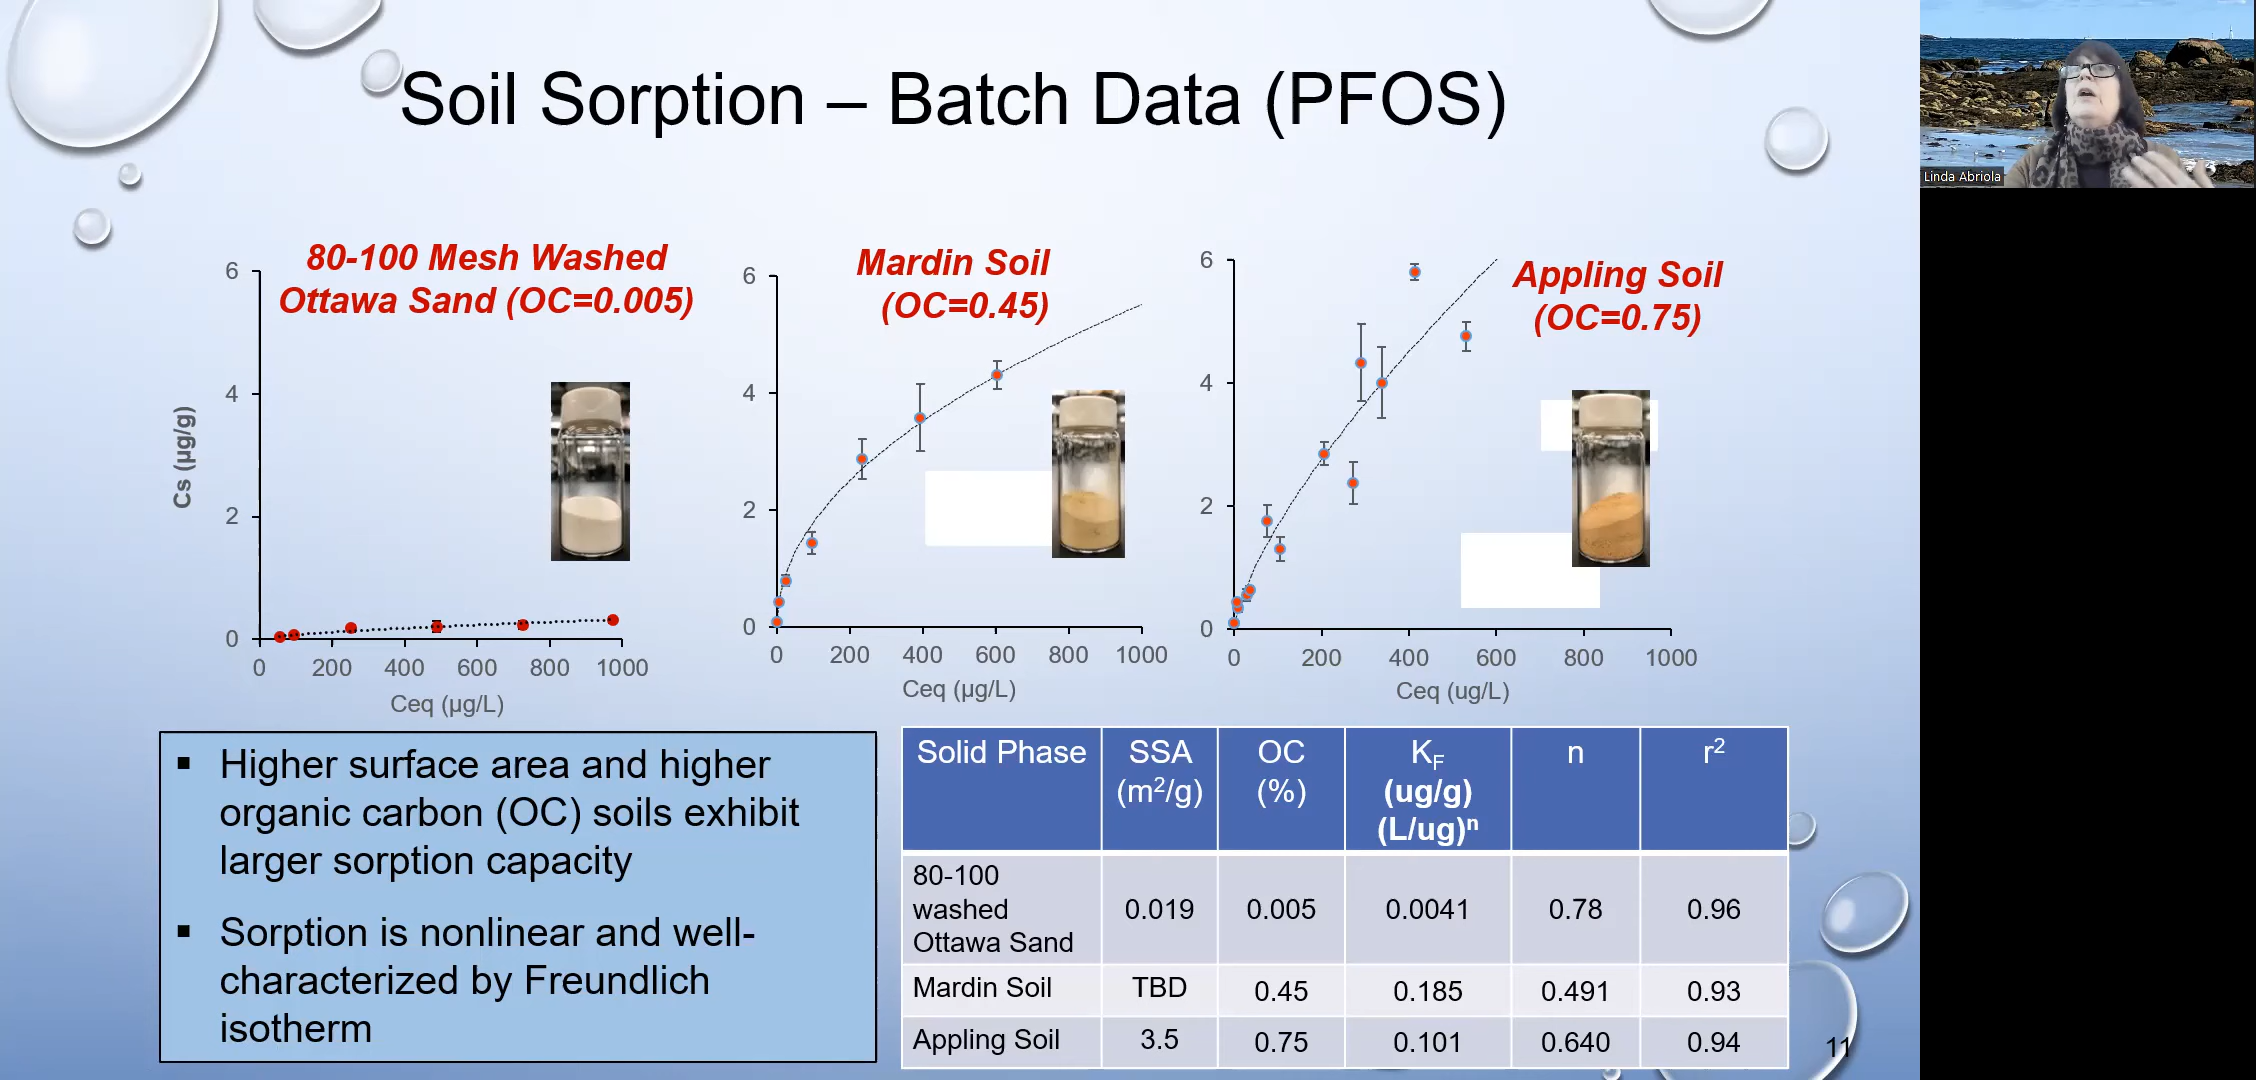 Soil Sorption – Batch Data (PFOS)
Linda Abriola
80-100 Mesh Washed
Ottawa Sand (OC=0.005)
Cs (µg/g)
6
4
2
0
0 200 400 600 800 1000
Ceq (µg/L)
Mardin Soil
(OC=0.45)
6
4
2
0
0 200 400 600 800 1000
Ceq (µg/L)
Appling Soil
(OC=0.75)
6
4
2
0
0 200 400 600 800 1000
Ceq (ug/L)
▪ Higher surface area and higher
organic carbon (OC) soils exhibit
larger sorption capacity
▪ Sorption is nonlinear and well-
characterized by Freundlich
isotherm
Solid Phase SSA (m²/g) OC (%) K_F (ug/g) (L/ug)ⁿ n r²
80-100 washed Ottawa Sand 0.019 0.005 0.0041 0.78 0.96
Mardin Soil TBD 0.45 0.185 0.491 0.93
Appling Soil 3.5 0.75 0.101 0.640 0.94
11